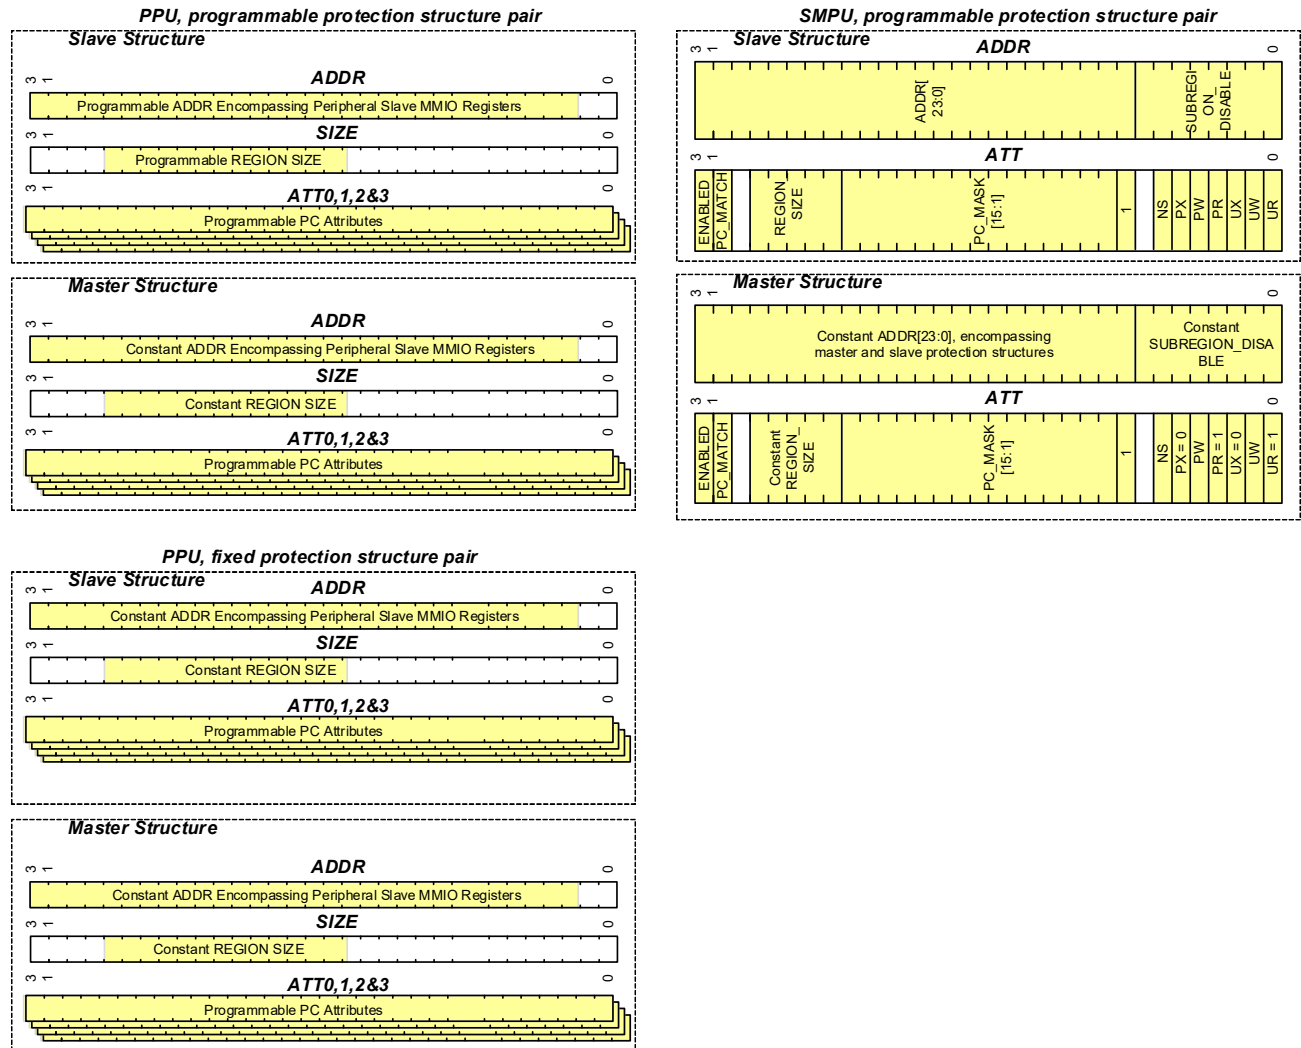 PPU, programmable protection structure pair
Slave Structure
ADDR
31
0
Programmable ADDR Encompassing Peripheral Slave MMIO Registers
SIZE
31
0
Programmable REGION SIZE
ATT0,1,2&3
31
0
Programmable PC Attributes
Master Structure
ADDR
31
0
Constant ADDR Encompassing Peripheral Slave MMIO Registers
SIZE
31
0
Constant REGION SIZE
ATT0,1,2&3
31
0
Programmable PC Attributes
PPU, fixed protection structure pair
Slave Structure
ADDR
31
0
Constant ADDR Encompassing Peripheral Slave MMIO Registers
SIZE
31
0
Constant REGION SIZE
ATT0,1,2&3
31
0
Programmable PC Attributes
Master Structure
ADDR
31
0
Constant ADDR Encompassing Peripheral Slave MMIO Registers
SIZE
31
0
Constant REGION SIZE
ATT0,1,2&3
31
0
Programmable PC Attributes
SMPU, programmable protection structure pair
Slave Structure
ADDR
31
0
ADDR[
23:0]
SUBREGI
ON_
DISABLE
ATT
31
0
ENABLED
PC_MATCH
REGION_
SIZE
PC_MASK
[15:1]
1
NS
PX
PW
PR
UX
UW
UR
Master Structure
31
0
Constant ADDR[23:0], encompassing
master and slave protection structures
Constant
SUBREGION_DISA
BLE
ATT
31
0
ENABLED
PC_MATCH
Constant
REGION_
SIZE
PC_MASK
[15:1]
1
NS
PX = 0
PW
PR = 1
UX = 0
UW
UR = 1